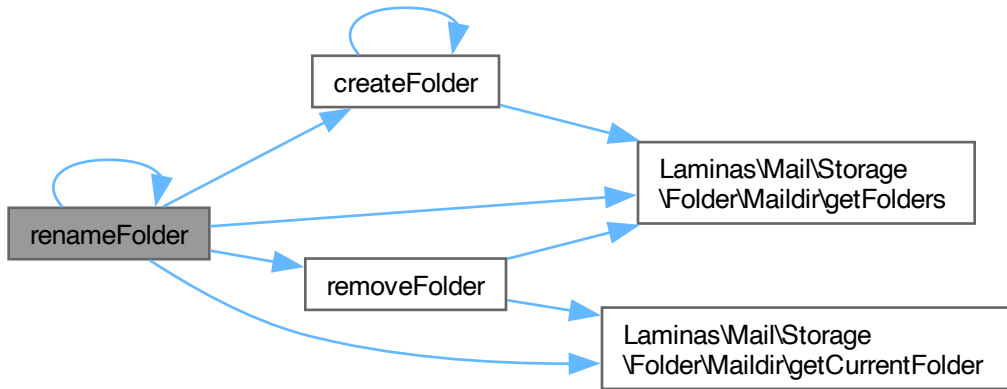 createFolder
Laminas\Mail\Storage
\Folder\Maildir\getFolders
renameFolder
removeFolder
Laminas\Mail\Storage
\Folder\Maildir\getCurrentFolder